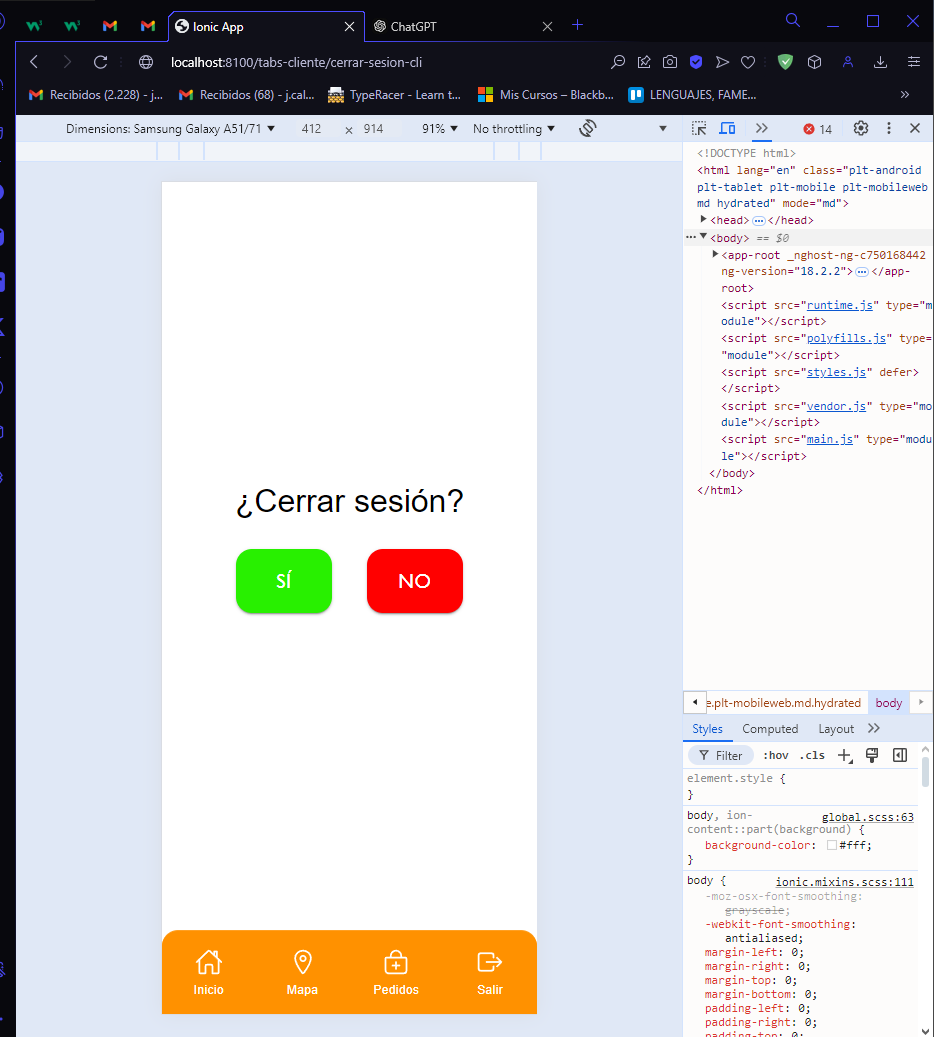 Ionic App
ChatGPT
localhost:8100/tabs-cliente/cerrar-sesion-cli
Recibidos (2.228) - j...
Recibidos (68) - j.cal...
TypeRacer - Learn t...
Mis Cursos – Blackb...
LENGUAJES, FAME...
Dimensions: Samsung Galaxy A51/71
412
×
914
91%
No throttling
14
<!DOCTYPE html>
<html lang="en" class="plt-android
plt-tablet plt-mobile plt-mobileweb
md hydrated" mode="md">
<head> ⋯ </head>
<body> == $0
<app-root _nghost-ng-c750168442
ng-version="18.2.2"> ⋯ </app-
root>
<script src="runtime.js" type="m
odule"></script>
<script src="polyfills.js" type=
"module"></script>
<script src="styles.js" defer>
</script>
<script src="vendor.js" type="mo
dule"></script>
<script src="main.js" type="modu
le"></script>
</body>
</html>
¿Cerrar sesión?
SÍ
NO
Inicio
Mapa
Pedidos
Salir
e.plt-mobileweb.md.hydrated
body
Styles
Computed
Layout
Filter
:hov
.cls
element.style {
}
body, ion-
global.scss:63
content::part(background) {
background-color: #fff;
}
body {
ionic.mixins.scss:111
-moz-osx-font-smoothing:
grayscale;
-webkit-font-smoothing:
antialiased;
margin-left: 0;
margin-right: 0;
margin-top: 0;
margin-bottom: 0;
padding-left: 0;
padding-right: 0;
padding-top: 0;